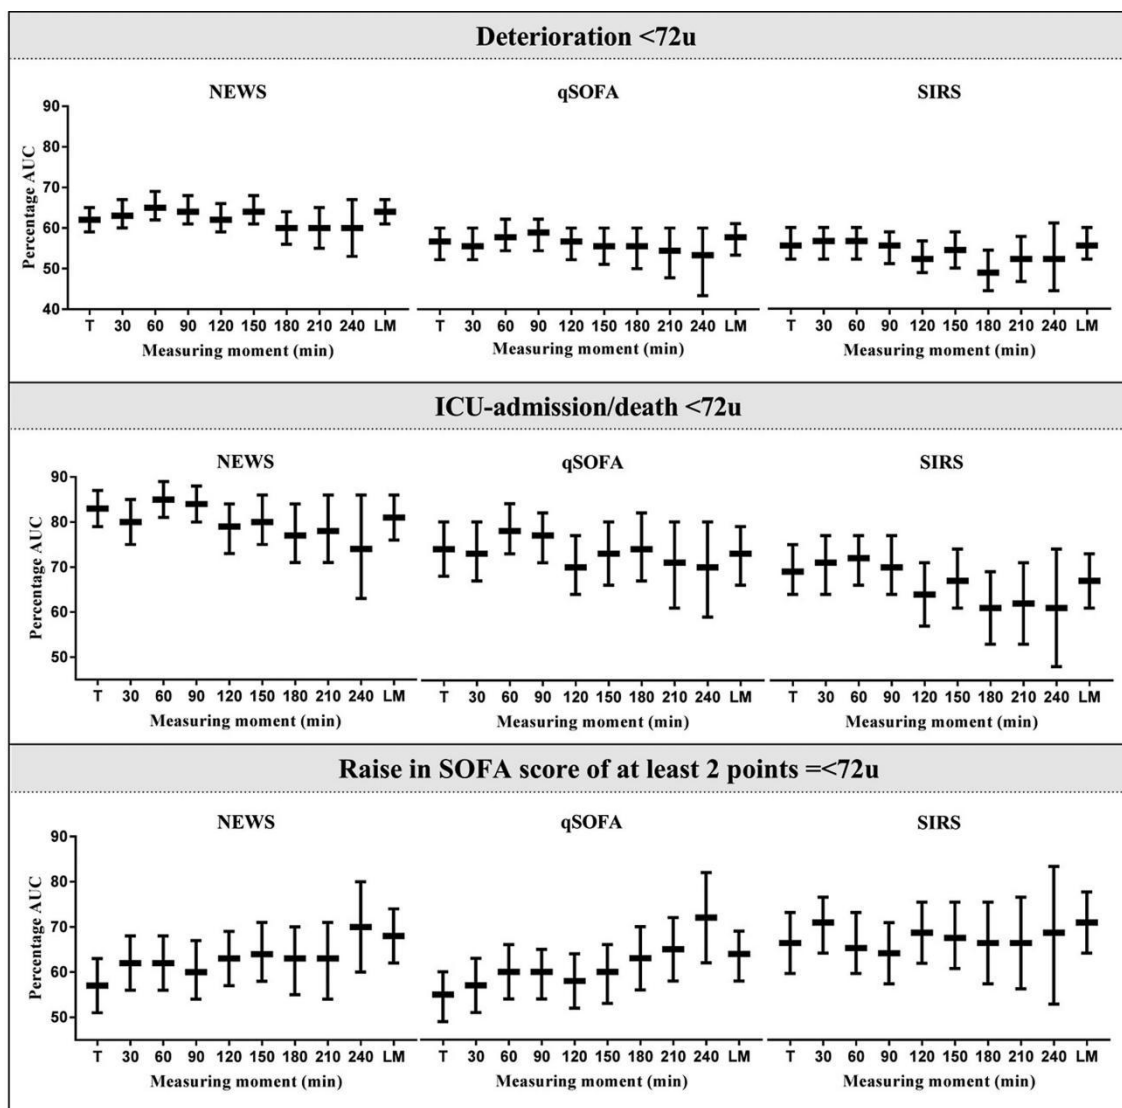 Deterioration <72u
NEWS
qSOFA
SIRS
Percentage AUC
90
80
70
60
50
40
T 30 60 90 120 150 180 210 240 LM
T 30 60 90 120 150 180 210 240 LM
T 30 60 90 120 150 180 210 240 LM
Measuring moment (min)
Measuring moment (min)
Measuring moment (min)
ICU-admission/death <72u
NEWS
qSOFA
SIRS
Percentage AUC
90
80
70
60
50
T 30 60 90 120 150 180 210 240 LM
T 30 60 90 120 150 180 210 240 LM
T 30 60 90 120 150 180 210 240 LM
Measuring moment (min)
Measuring moment (min)
Measuring moment (min)
Raise in SOFA score of at least 2 points =<72u
NEWS
qSOFA
SIRS
Percentage AUC
90
80
70
60
50
T 30 60 90 120 150 180 210 240 LM
T 30 60 90 120 150 180 210 240 LM
T 30 60 90 120 150 180 210 240 LM
Measuring moment (min)
Measuring moment (min)
Measuring moment (min)